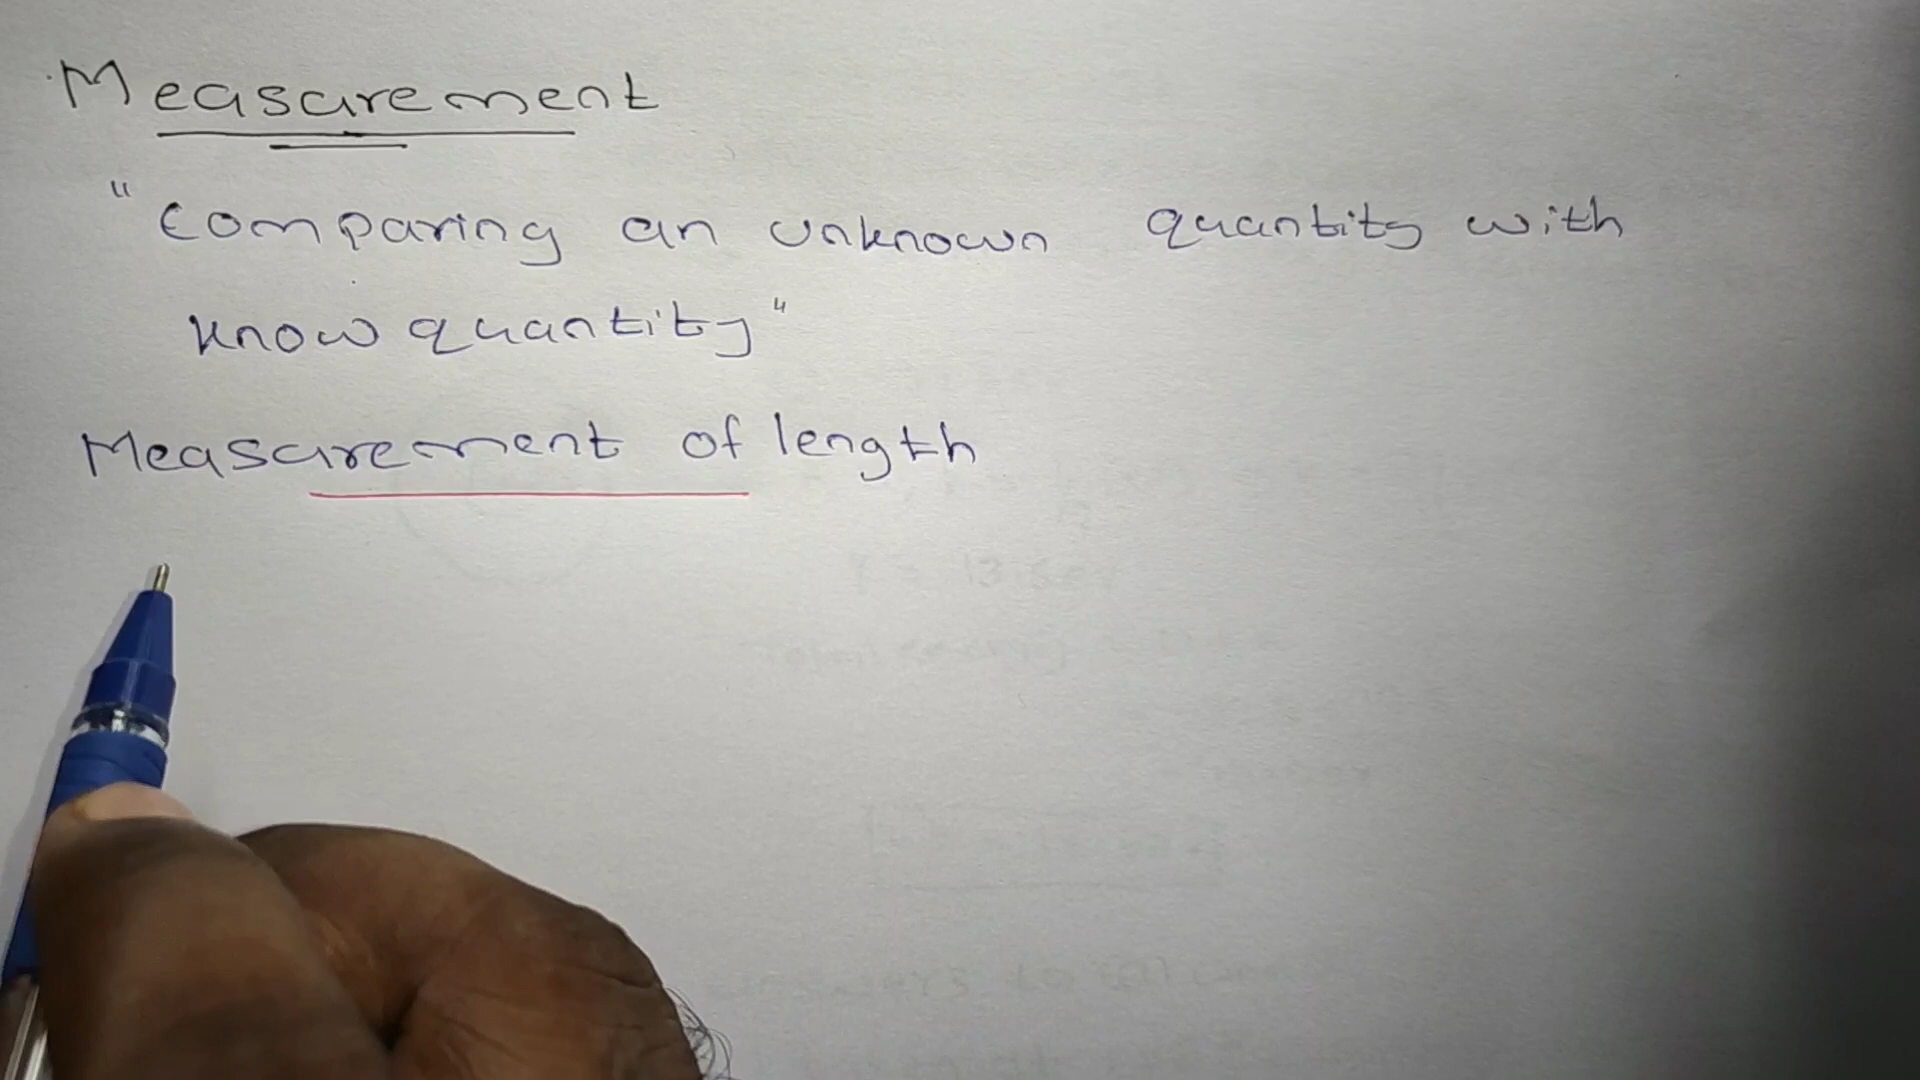 Measurement
"Comparing an unknown quantity with
know quantity"
Measurement of length